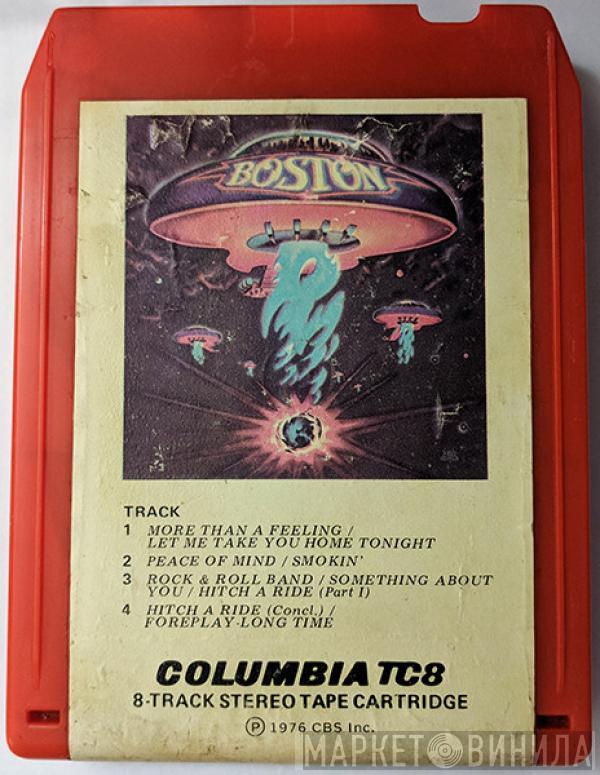 BOSTON
TRACK
1 MORE THAN A FEELING /
LET ME TAKE YOU HOME TONIGHT
2 PEACE OF MIND / SMOKIN'
3 ROCK & ROLL BAND / SOMETHING ABOUT
YOU / HITCH A RIDE (Part I)
4 HITCH A RIDE (Concl.) /
FOREPLAY-LONG TIME
COLUMBIA TC8
8-TRACK STEREO TAPE CARTRIDGE
Ⓟ 1976 CBS Inc.
МАРКЕТ ВИНИЛА